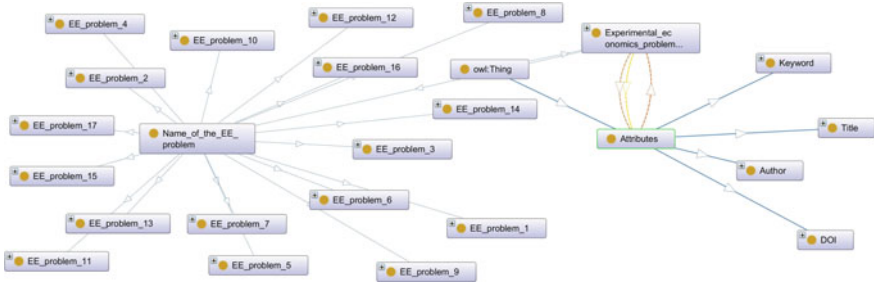 EE_problem_4
EE_problem_12
EE_problem_8
EE_problem_10
Experimental_ec
onomics_problem...
EE_problem_2
EE_problem_16
owl:Thing
Keyword
EE_problem_17
EE_problem_14
Name_of_the_EE_
problem
Attributes
Title
EE_problem_15
EE_problem_3
Author
EE_problem_13
EE_problem_7
EE_problem_6
EE_problem_1
DOI
EE_problem_11
EE_problem_5
EE_problem_9